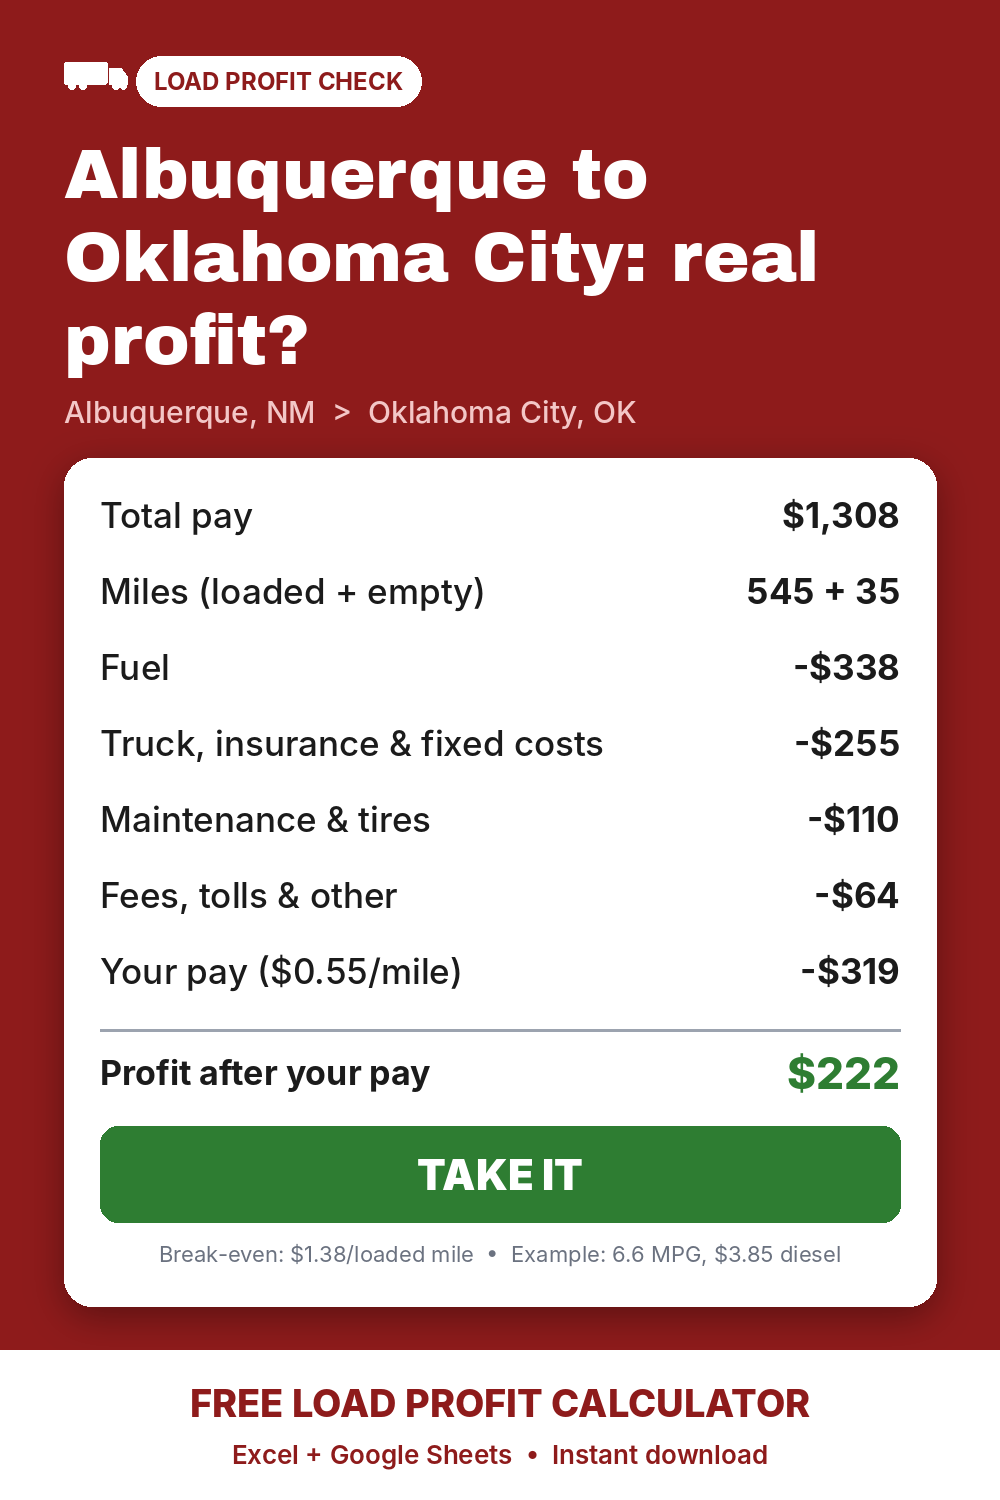 LOAD PROFIT CHECK
Albuquerque to
Oklahoma City: real
profit?
Albuquerque, NM > Oklahoma City, OK
Total pay $1,308
Miles (loaded + empty) 545 + 35
Fuel -$338
Truck, insurance & fixed costs -$255
Maintenance & tires -$110
Fees, tolls & other -$64
Your pay ($0.55/mile) -$319
Profit after your pay $222
TAKE IT
Break-even: $1.38/loaded mile • Example: 6.6 MPG, $3.85 diesel
FREE LOAD PROFIT CALCULATOR
Excel + Google Sheets • Instant download